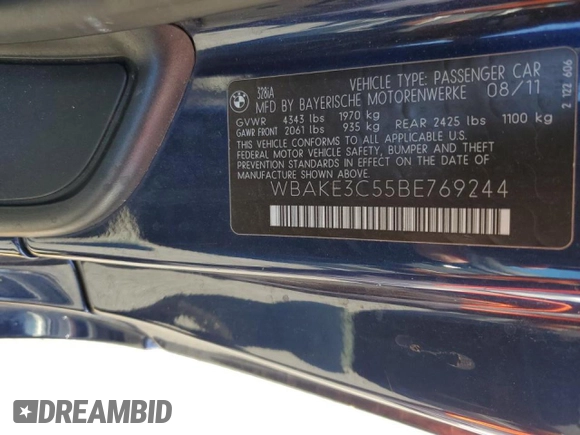 BMW
328iA
VEHICLE TYPE: PASSENGER CAR
MFD BY BAYERISCHE MOTORENWERKE 08/11
GVWR 4343 lbs 1970 kg
GAWR FRONT 2061 lbs 935 kg REAR 2425 lbs 1100 kg
THIS VEHICLE CONFORMS TO ALL APPLICABLE U.S.
FEDERAL MOTOR VEHICLE SAFETY, BUMPER AND THEFT
PREVENTION STANDARDS IN EFFECT ON THE DATE OF
MANUFACTURE SHOWN ABOVE.
WBAKE3C55BE769244
2 122 606
DREAMBID